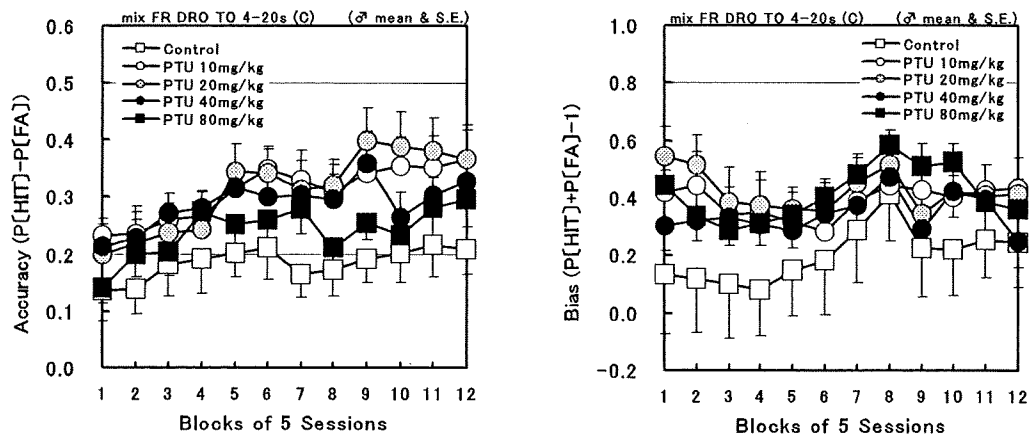 mix FR DRO TO 4-20s (C) (♂ mean & S.E.)
0.6
0.5
0.4
0.3
0.2
0.1
0.0
Accuracy (P[HIT]-P[FA])
Control
PTU 10mg/kg
PTU 20mg/kg
PTU 40mg/kg
PTU 80mg/kg
1 2 3 4 5 6 7 8 9 10 11 12
Blocks of 5 Sessions
mix FR DRO TO 4-20s (C) (♂ mean & S.E.)
1.0
0.8
0.6
0.4
0.2
0.0
-0.2
Bias (P[HIT]+P[FA]-1)
Control
PTU 10mg/kg
PTU 20mg/kg
PTU 40mg/kg
PTU 80mg/kg
1 2 3 4 5 6 7 8 9 10 11 12
Blocks of 5 Sessions